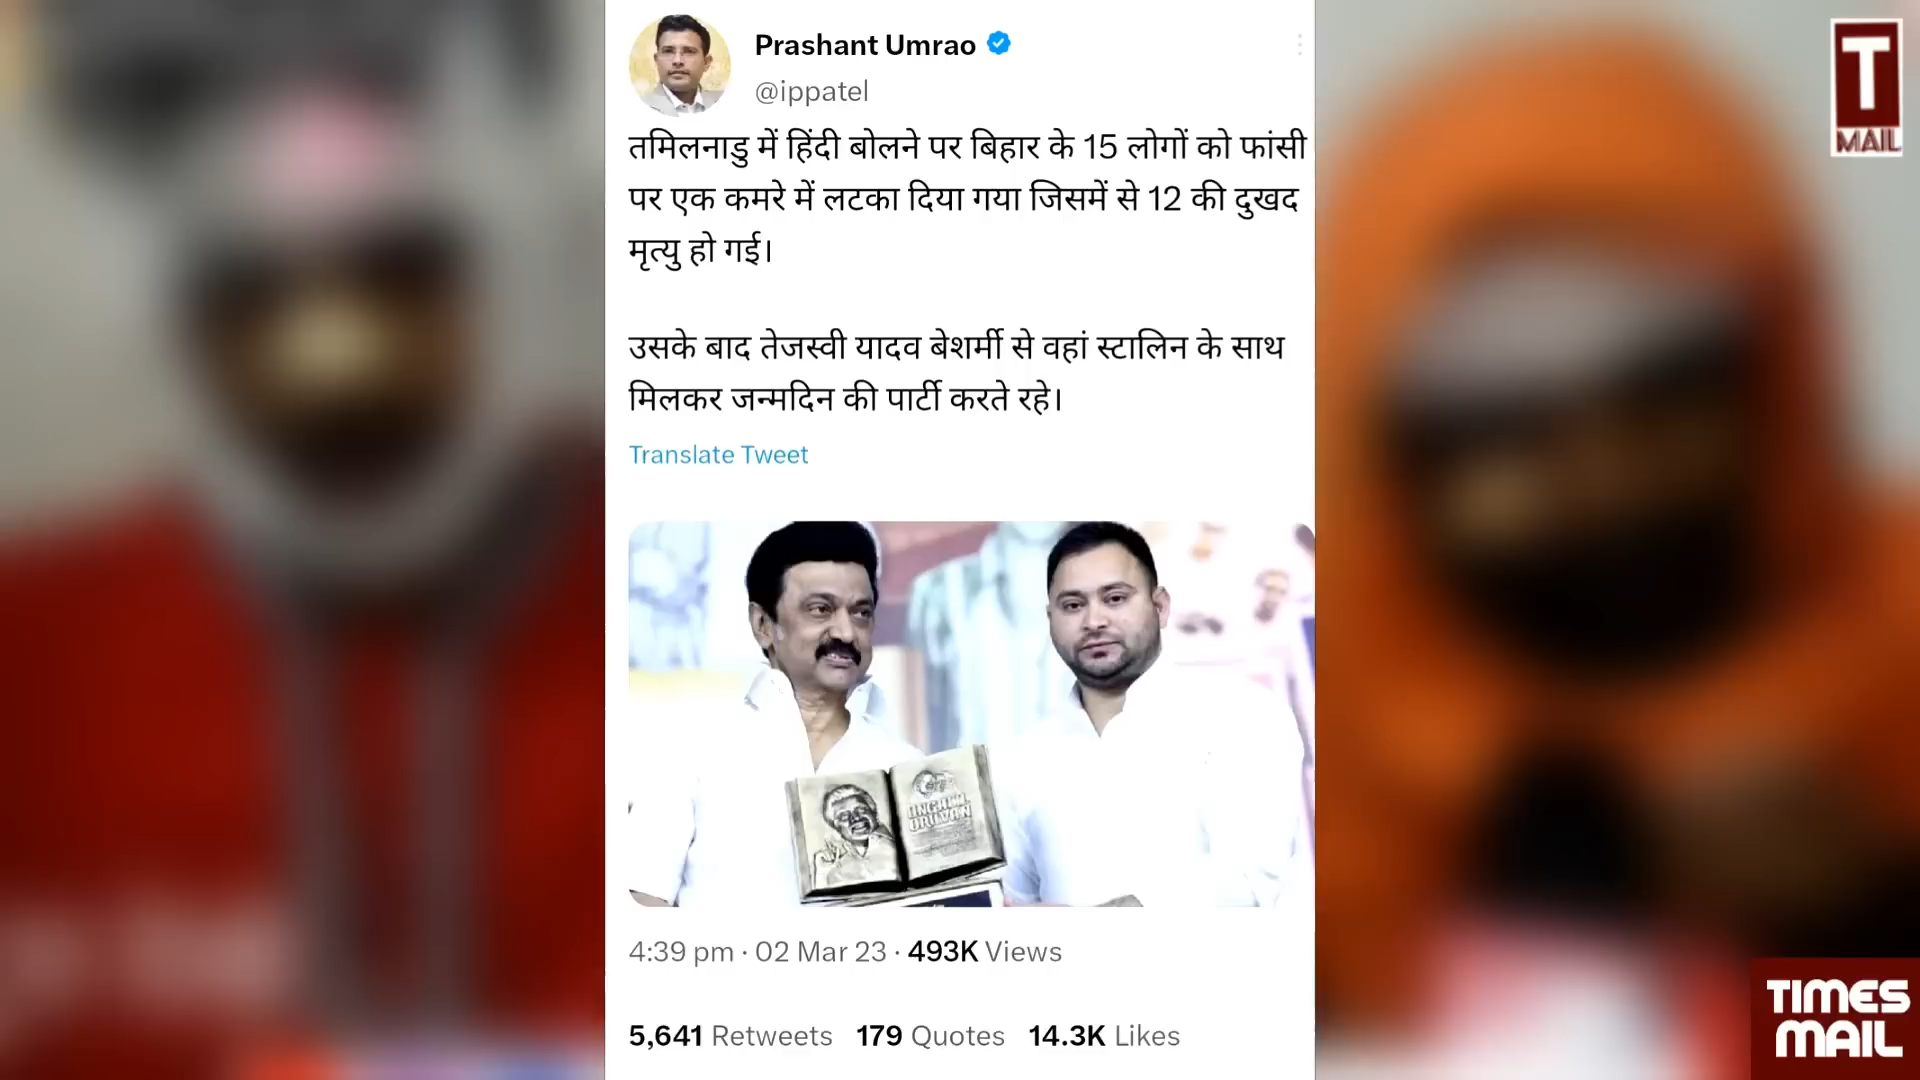 Prashant Umrao
@ippatel
तमिलनाडु में हिंदी बोलने पर बिहार के 15 लोगों को फांसी
पर एक कमरे में लटका दिया गया जिसमें से 12 की दुखद
मृत्यु हो गई।
उसके बाद तेजस्वी यादव बेशर्मी से वहां स्टालिन के साथ
मिलकर जन्मदिन की पार्टी करते रहे।
Translate Tweet
4:39 pm · 02 Mar 23 · 493K Views
5,641 Retweets 179 Quotes 14.3K Likes
T
MAIL
TIMES
MAIL